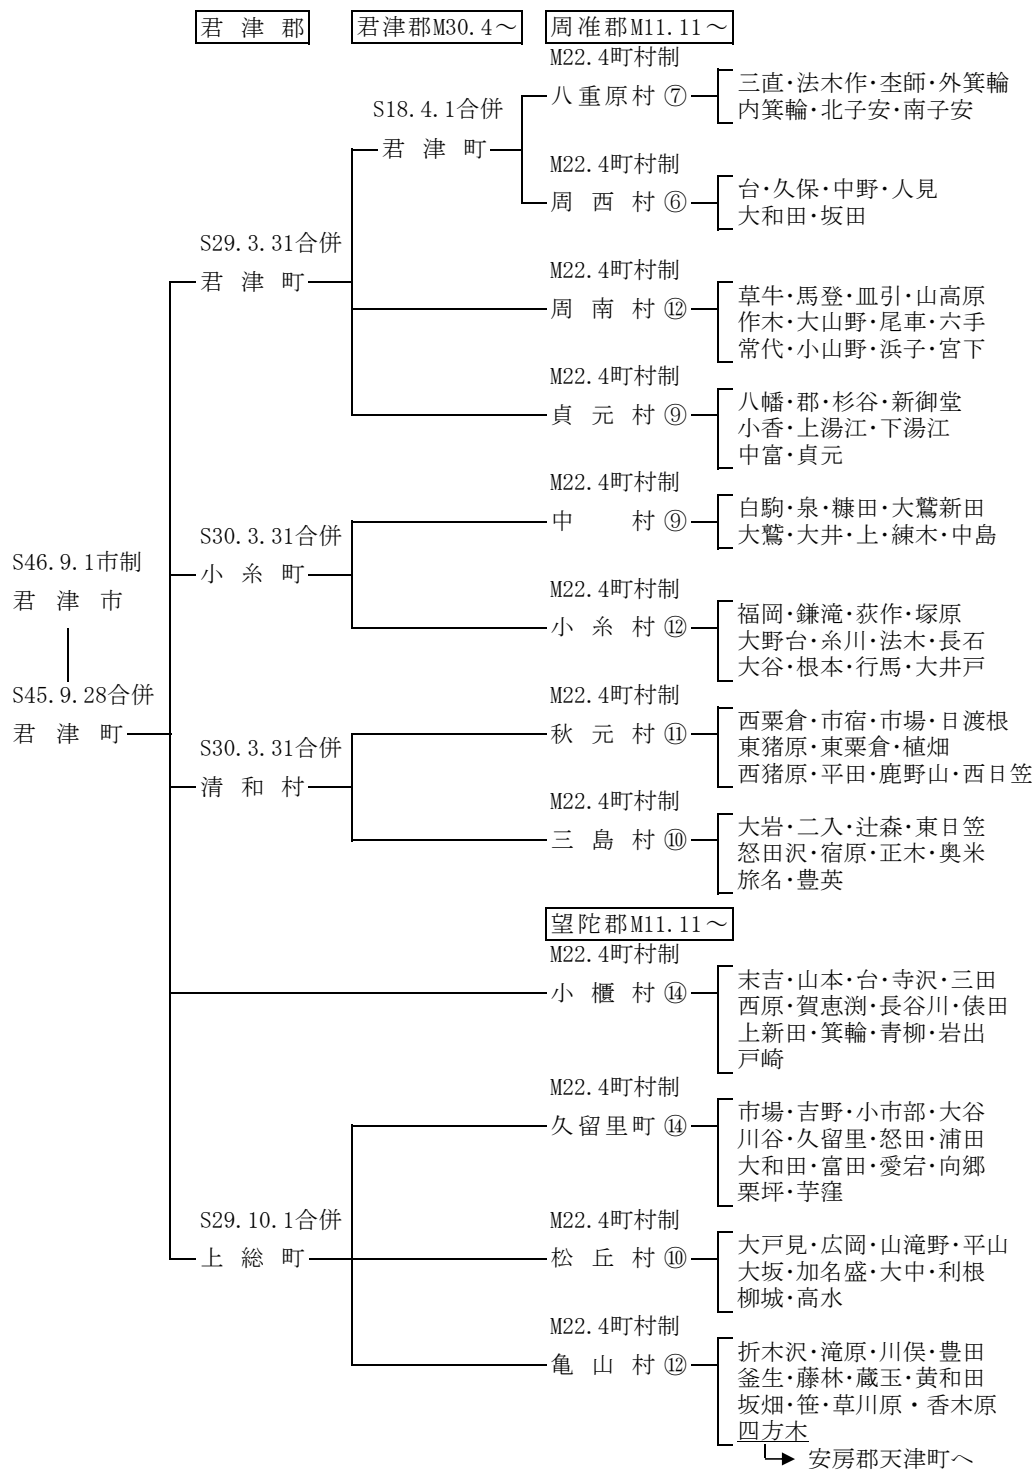 君津郡
君津郡M30.4～
周准郡M11.11～
M22.4町村制
八重原村 ⑦
三直・法木作・杢師・外箕輪
内箕輪・北子安・南子安
S18.4.1合併
君津町
M22.4町村制
周西村 ⑥
台・久保・中野・人見
大和田・坂田
S29.3.31合併
君津町
M22.4町村制
周南村 ⑫
草牛・馬登・皿引・山高原
作木・大山野・尾車・六手
常代・小山野・浜子・宮下
M22.4町村制
貞元村 ⑨
八幡・郡・杉谷・新御堂
小香・上湯江・下湯江
中富・貞元
M22.4町村制
中村 ⑨
白駒・泉・糠田・大鷲新田
大鷲・大井・上・練木・中島
S30.3.31合併
小糸町
S46.9.1市制
君津市
M22.4町村制
小糸村 ⑫
福岡・鎌滝・荻作・塚原
大野台・糸川・法木・長石
大谷・根本・行馬・大井戸
S45.9.28合併
君津町
M22.4町村制
秋元村 ⑪
西粟倉・市宿・市場・日渡根
東猪原・東粟倉・植畑
西猪原・平田・鹿野山・西日笠
S30.3.31合併
清和村
M22.4町村制
三島村 ⑩
大岩・二入・辻森・東日笠
怒田沢・宿原・正木・奥米
旅名・豊英
望陀郡M11.11～
M22.4町村制
小櫃村 ⑭
末吉・山本・台・寺沢・三田
西原・賀恵渕・長谷川・俵田
上新田・箕輪・青柳・岩出
戸崎
M22.4町村制
久留里町 ⑭
市場・吉野・小市部・大谷
川谷・久留里・怒田・浦田
大和田・富田・愛宕・向郷
栗坪・芋窪
S29.10.1合併
上総町
M22.4町村制
松丘村 ⑩
大戸見・広岡・山滝野・平山
大坂・加名盛・大中・利根
柳城・高水
M22.4町村制
亀山村 ⑫
折木沢・滝原・川俣・豊田
釜生・藤林・蔵玉・黄和田
坂畑・笹・草川原・香木原
四方木
安房郡天津町へ